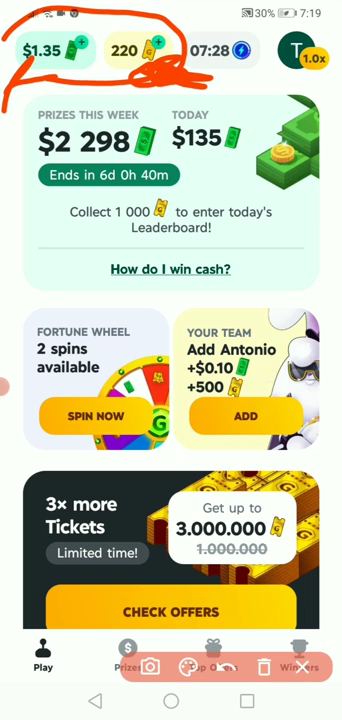 30% 7:19
$1.35 220 07:28 T
1.0x
PRIZES THIS WEEK TODAY
$2 298 $135
Ends in 6d 0h 40m
Collect 1 000 to enter today's
Leaderboard!
How do I win cash?
FORTUNE WHEEL
2 spins
available
SPIN NOW
YOUR TEAM
Add Antonio
+$0.10
+500
ADD
3× more
Tickets
Limited time!
Get up to
3.000.000
1.000.000
CHECK OFFERS
Play Prizes Top Offers Winners